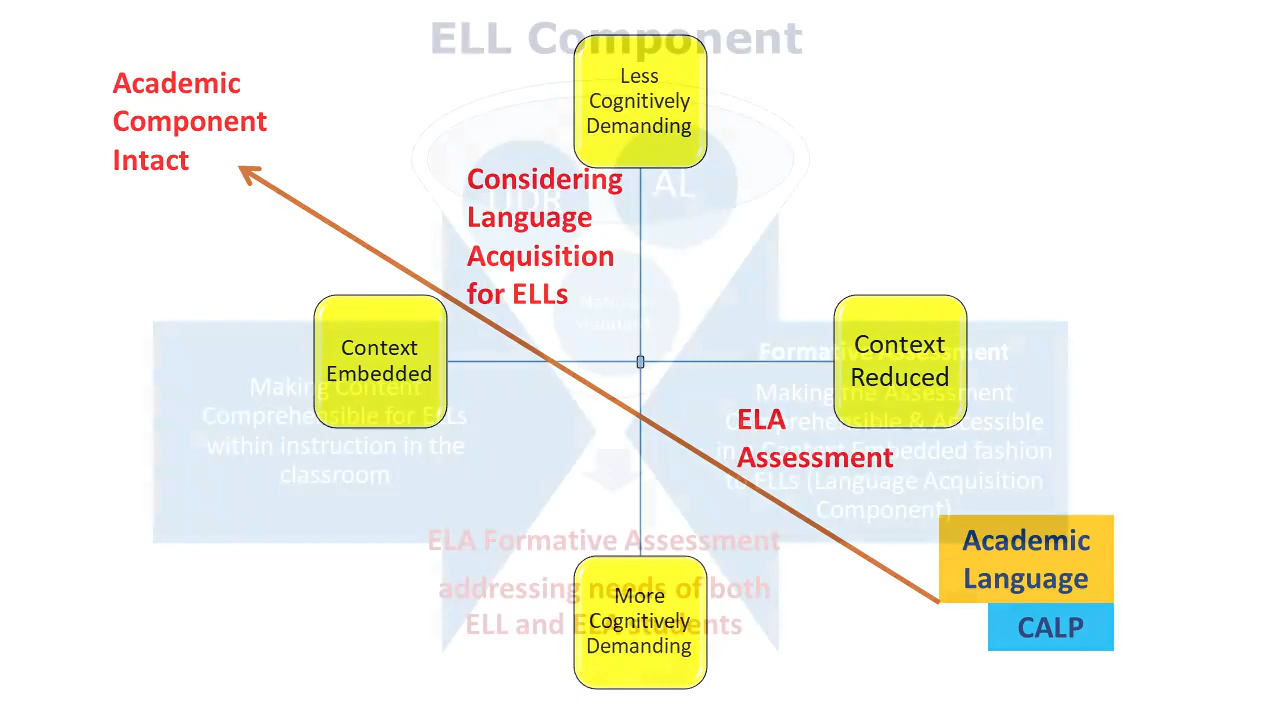 ELL Component
Less
Cognitively
Demanding
Academic
Component
Intact
Considering
Language
Acquisition
for ELLs
UDR
AL
Context
Embedded
Context
Reduced
Making Content
Comprehensible for ELLs
within instruction in the
classroom
Formative Assessment
Making the Assessment
Comprehensible & Accessible
in a Context Embedded fashion
to ELLs (Language Acquisition
Component)
ELA
Assessment
Academic
Language
CALP
ELA Formative Assessment
addressing needs of both
ELL and ELA students
More
Cognitively
Demanding